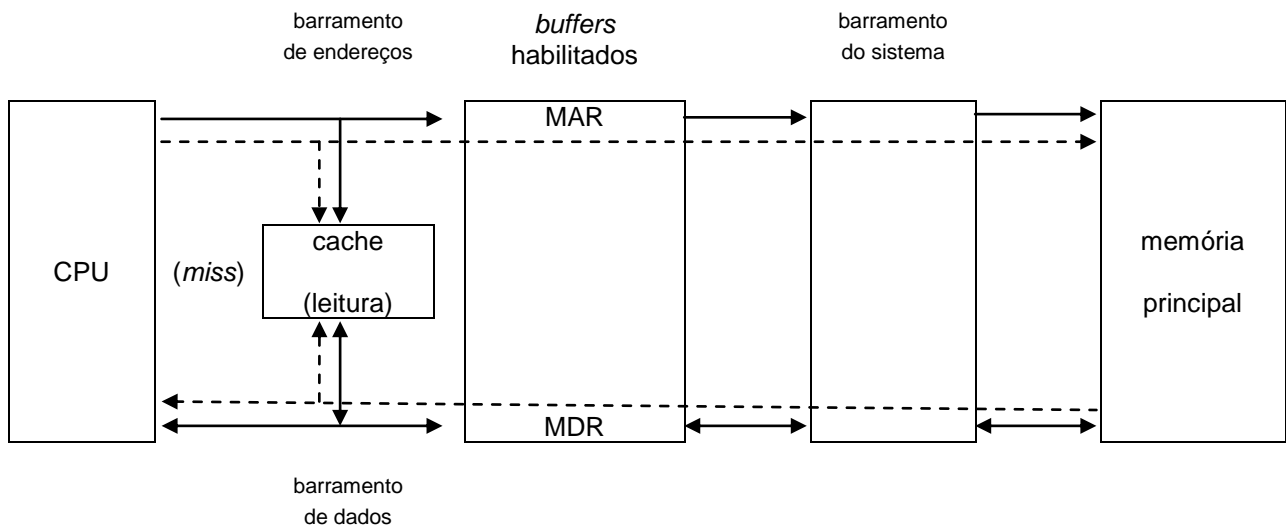 barramento
de endereços
buffers
habilitados
barramento
do sistema
MAR
cache
CPU
(miss)
(leitura)
memória
principal
MDR
barramento
de dados